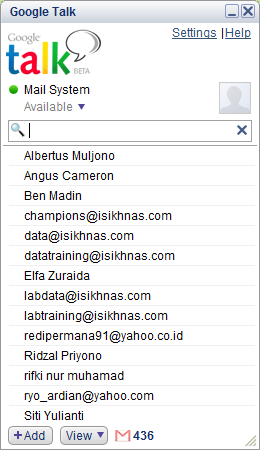 Google Talk
Settings | Help
Google
talk
BETA
Mail System
Available
Albertus Muljono
Angus Cameron
Ben Madin
champions@isikhnas.com
data@isikhnas.com
datatraining@isikhnas.com
Elfa Zuraida
labdata@isikhnas.com
labtraining@isikhnas.com
redipermana91@yahoo.co.id
Ridzal Priyono
rifki nur muhamad
ryo_ardian@yahoo.com
Siti Yulianti
+Add View 436